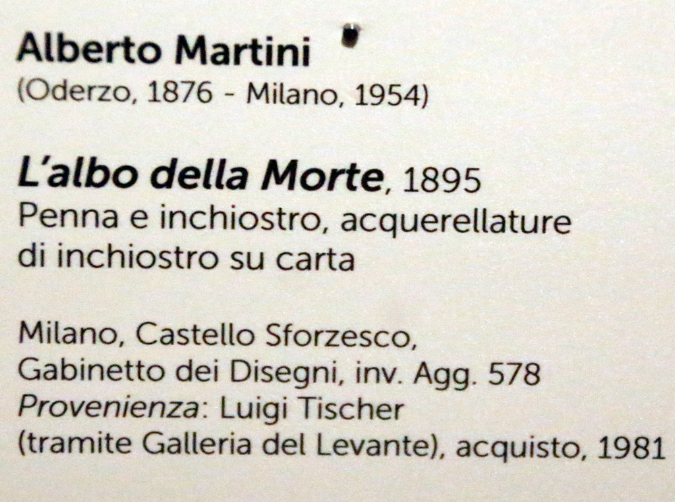 Alberto Martini
(Oderzo, 1876 - Milano, 1954)
L'albo della Morte, 1895
Penna e inchiostro, acquerellature
di inchiostro su carta
Milano, Castello Sforzesco,
Gabinetto dei Disegni, inv. Agg. 578
Provenienza: Luigi Tischer
(tramite Galleria del Levante), acquisto, 1981